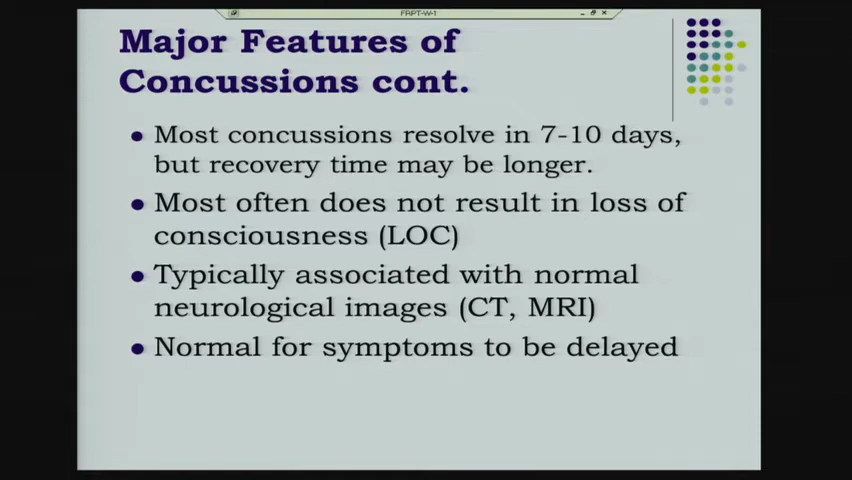 FRPT-W-1
Major Features of
Concussions cont.
• Most concussions resolve in 7-10 days,
but recovery time may be longer.
• Most often does not result in loss of
consciousness (LOC)
• Typically associated with normal
neurological images (CT, MRI)
• Normal for symptoms to be delayed